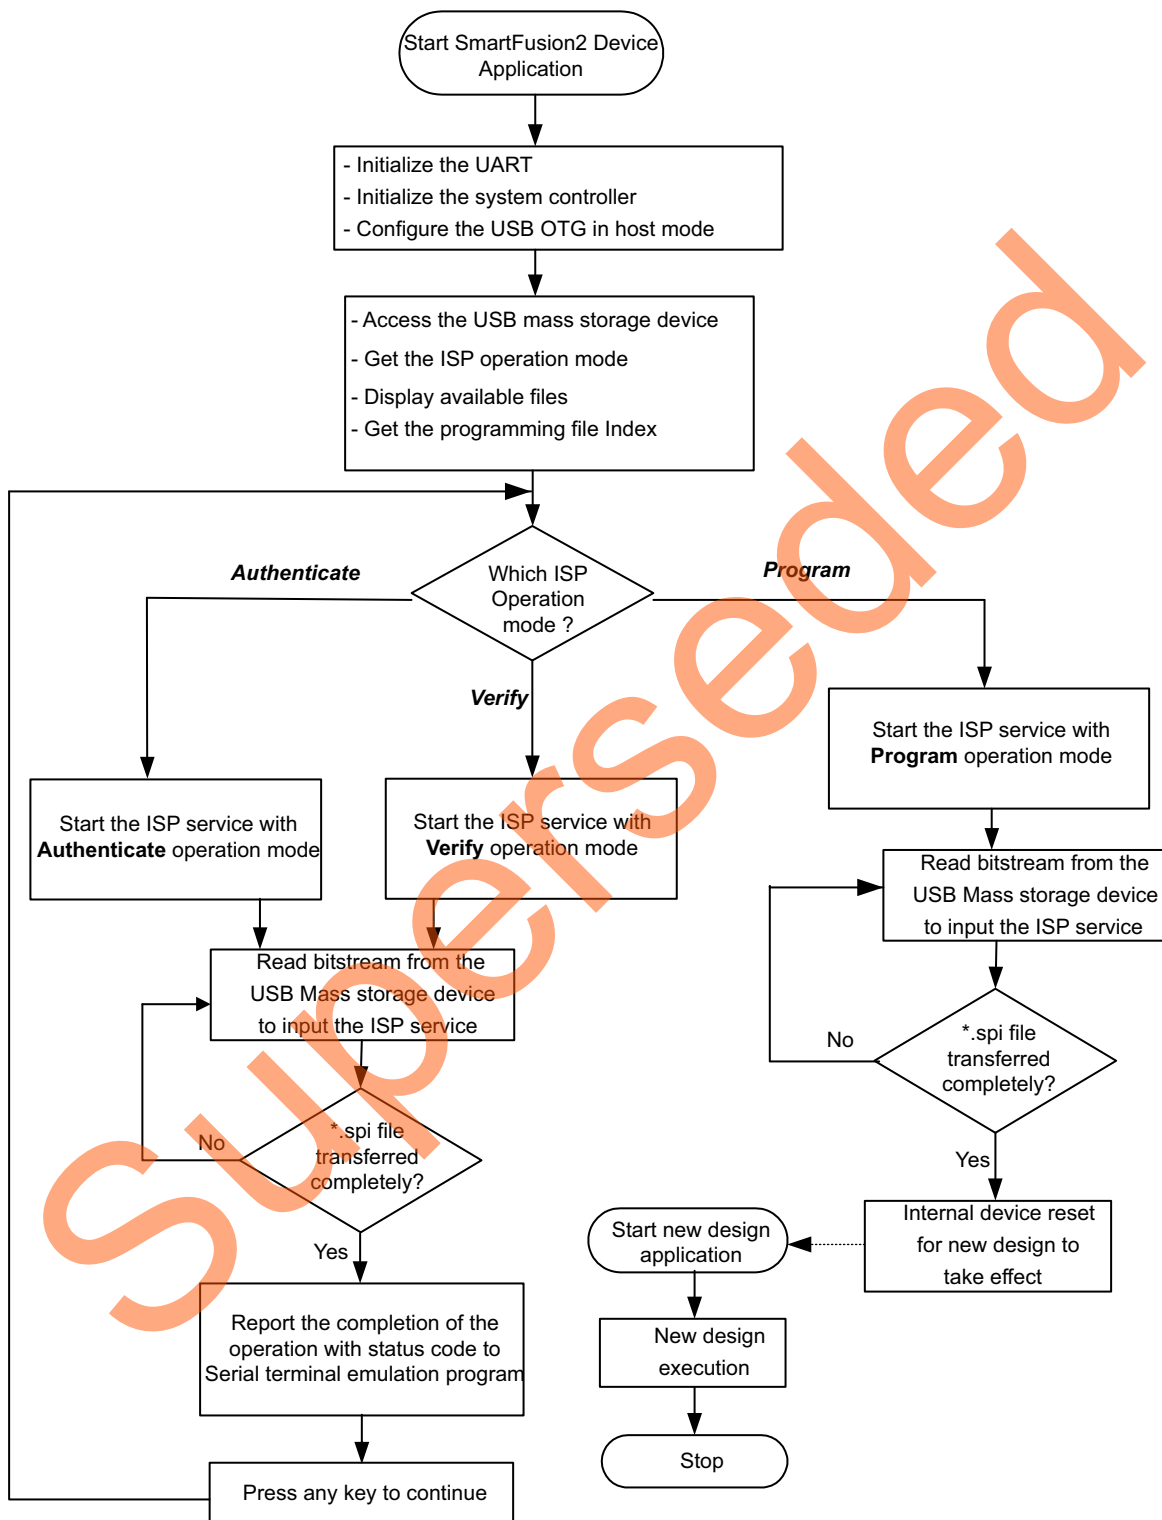 Start SmartFusion2 Device
Application
- Initialize the UART
- Initialize the system controller
- Configure the USB OTG in host mode
- Access the USB mass storage device
- Get the ISP operation mode
- Display available files
- Get the programming file Index
Which ISP
Operation
mode ?
Authenticate
Verify
Program
Start the ISP service with
Authenticate operation mode
Start the ISP service with
Verify operation mode
Start the ISP service with
Program operation mode
Read bitstream from the
USB Mass storage device
to input the ISP service
*.spi file
transferred
completely?
No
Yes
Report the completion of the
operation with status code to
Serial terminal emulation program
Press any key to continue
Read bitstream from the
USB Mass storage device
to input the ISP service
*.spi file
transferred
completely?
No
Yes
Internal device reset
for new design to
take effect
Start new design
application
New design
execution
Stop
Superseded